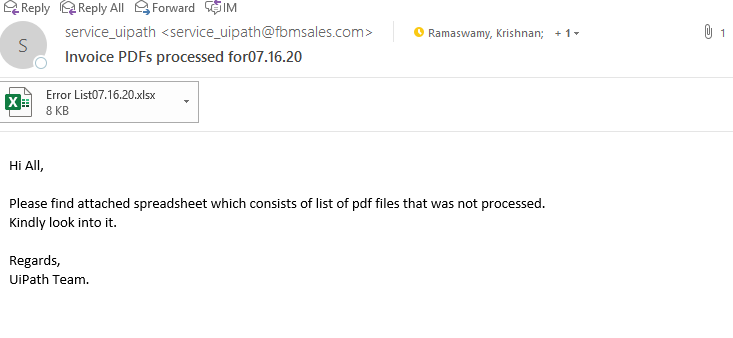 Reply Reply All Forward IM
S
service_uipath <service_uipath@fbmsales.com>
Ramaswamy, Krishnan; + 1
1
Invoice PDFs processed for07.16.20
Error List07.16.20.xlsx
8 KB
Hi All,
Please find attached spreadsheet which consists of list of pdf files that was not processed.
Kindly look into it.
Regards,
UiPath Team.